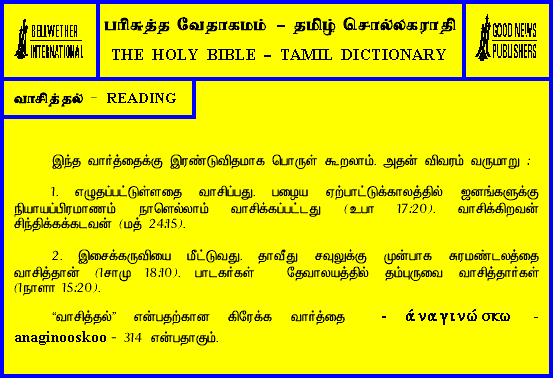 BELLWETHER
INTERNATIONAL
பரிசுத்த வேதாகமம் – தமிழ் சொல்லகராதி
THE HOLY BIBLE – TAMIL DICTIONARY
GOOD NEWS
PUBLISHERS
வாசித்தல் – READING
இந்த வார்த்தைக்கு இரண்டுவிதமாக பொருள் கூறலாம். அதன் விவரம் வருமாறு :
1. எழுதப்பட்டுள்ளதை வாசிப்பது. பழைய ஏற்பாட்டுக்காலத்தில் ஜனங்களுக்கு
நியாயப்பிரமாணம் நாளெல்லாம் வாசிக்கப்பட்டது (உபா 17:20). வாசிக்கிறவன்
சிந்திக்கக்கடவன் (மத் 24:15).
2. இசைக்கருவியை மீட்டுவது. தாவீது சவுலுக்கு முன்பாக சுரமண்டலத்தை
வாசித்தான் (1சாமு 18:10). பாடகர்கள் தேவாலயத்தில் தம்புருவை வாசித்தார்கள்
(1நாளா 15:20).
“வாசித்தல்” என்பதற்கான கிரேக்க வார்த்தை - άναγινώσκω -
anaginooskoo - 314 என்பதாகும்.